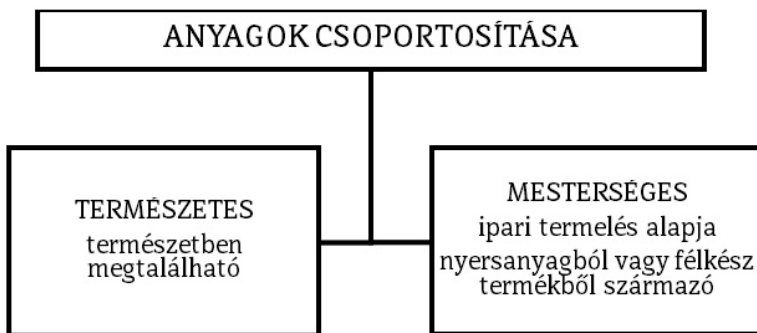 ANYAGOK CSOPORTOSÍTÁSA
TERMÉSZETES
természetben
megtalálható
MESTERSÉGES
ipari termelés alapja
nyersanyagból vagy félkész
termékből származó